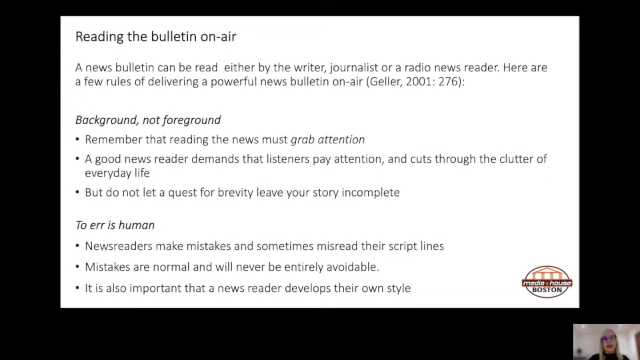 Reading the bulletin on-air
A news bulletin can be read either by the writer, journalist or a radio news reader. Here are
a few rules of delivering a powerful news bulletin on-air (Geller, 2001: 276):
Background, not foreground
• Remember that reading the news must grab attention
• A good news reader demands that listeners pay attention, and cuts through the clutter of
everyday life
• But do not let a quest for brevity leave your story incomplete
To err is human
• Newsreaders make mistakes and sometimes misread their script lines
• Mistakes are normal and will never be entirely avoidable.
• It is also important that a news reader develops their own style
media house
BOSTON